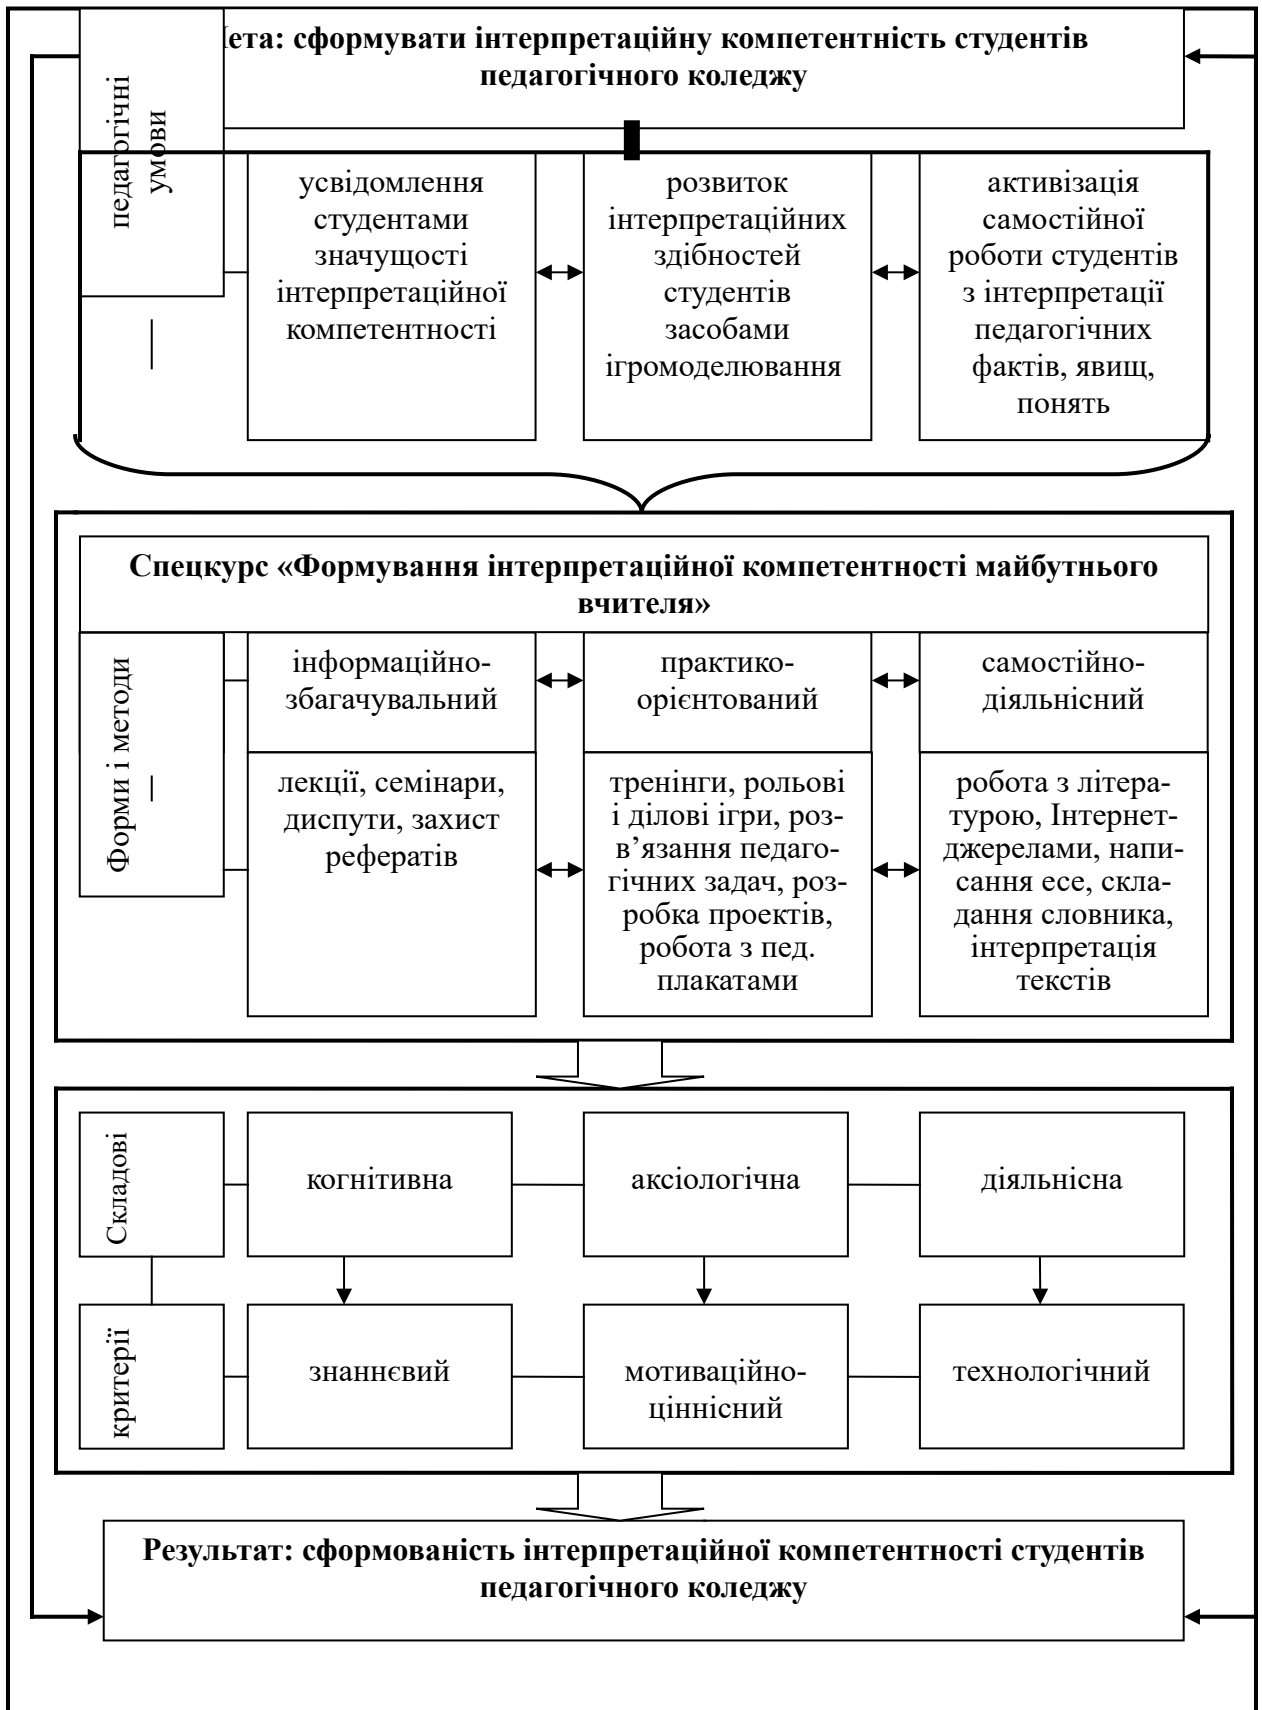 ета: сформувати інтерпретаційну компетентність студентів
педагогічного коледжу
педагогічні
умови
усвідомлення
студентами
значущості
інтерпретаційної
компетентності
розвиток
інтерпретаційних
здібностей
студентів
засобами
ігромоделювання
активізація
самостійної
роботи студентів
з інтерпретації
педагогічних
фактів, явищ,
понять
Спецкурс «Формування інтерпретаційної компетентності майбутнього
вчителя»
Форми і методи
інформаційно-
збагачувальний
практико-
орієнтований
самостійно-
діяльнісний
лекції, семінари,
диспути, захист
рефератів
тренінги, рольові
і ділові ігри, роз-
в’язання педаго-
гічних задач, роз-
робка проектів,
робота з пед.
плакатами
робота з літера-
турою, Інтернет-
джерелами, напи-
сання есе, скла-
дання словника,
інтерпретація
текстів
Складові
когнітивна
аксіологічна
діяльнісна
критерії
знаннєвий
мотиваційно-
ціннісний
технологічний
Результат: сформованість інтерпретаційної компетентності студентів
педагогічного коледжу